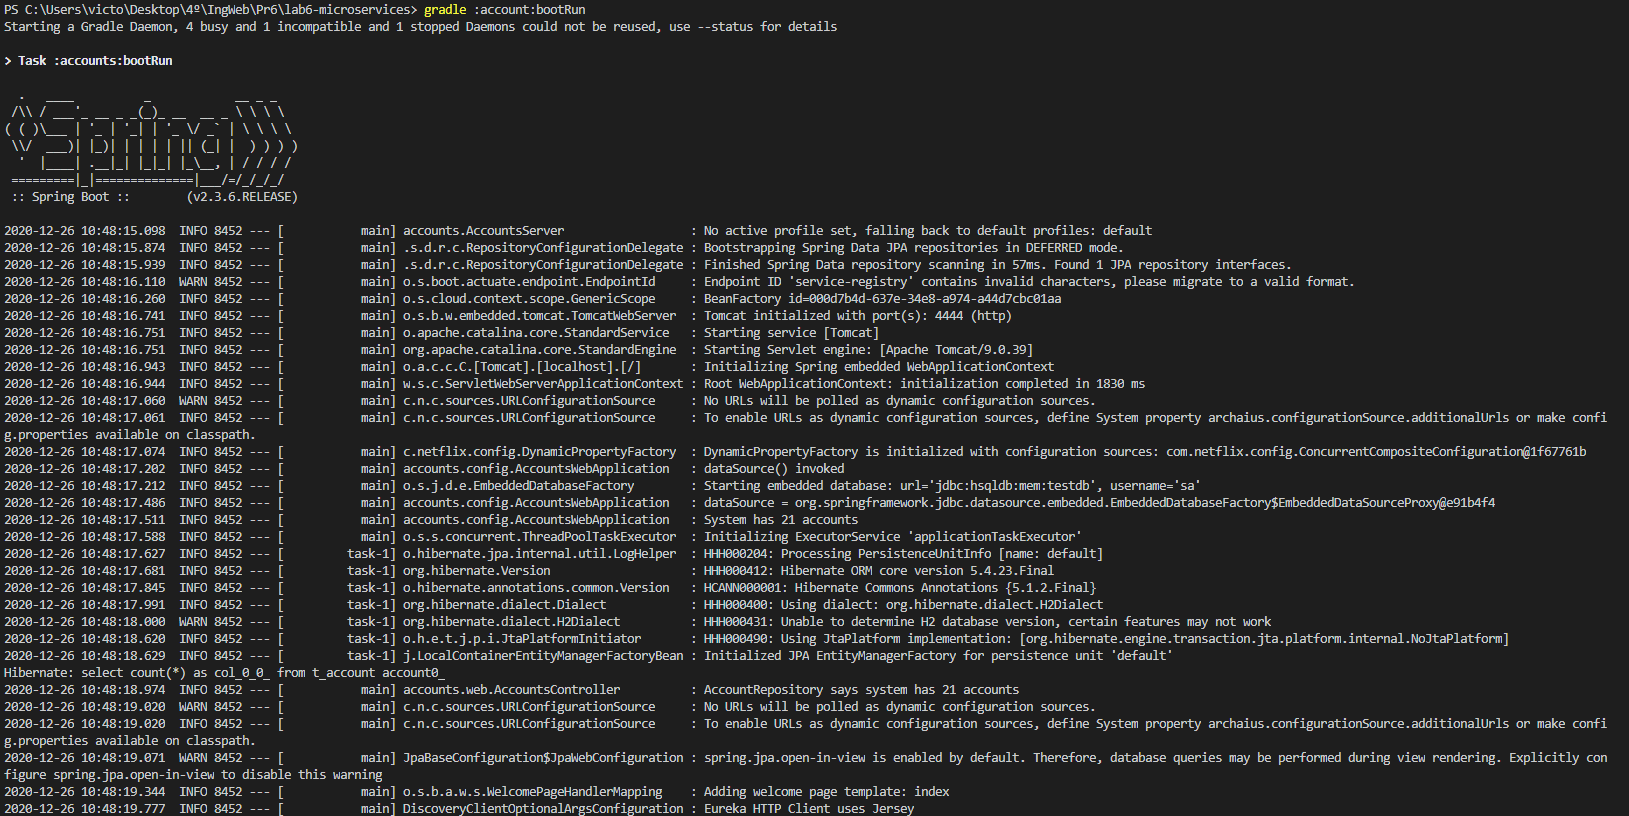 PS C:\Users\victo\Desktop\4º\IngWeb\Pr6\lab6-microservices> gradle :account:bootRun
Starting a Gradle Daemon, 4 busy and 1 incompatible and 1 stopped Daemons could not be reused, use --status for details
> Task :accounts:bootRun
  .   ____          _            __ _ _
 /\\ / ___'_ __ _ _(_)_ __  __ _ \ \ \ \
( ( )\___ | '_ | '_| | '_ \/ _` | \ \ \ \
 \\/  ___)| |_)| | | | | || (_| |  ) ) ) )
  '  |____| .__|_| |_|_| |_\__, | / / / /
 =========|_|==============|___/=/_/_/_/
 :: Spring Boot ::        (v2.3.6.RELEASE)
2020-12-26 10:48:15.098  INFO 8452 --- [           main] accounts.AccountsServer                  : No active profile set, falling back to default profiles: default
2020-12-26 10:48:15.874  INFO 8452 --- [           main] .s.d.r.c.RepositoryConfigurationDelegate : Bootstrapping Spring Data JPA repositories in DEFERRED mode.
2020-12-26 10:48:15.939  INFO 8452 --- [           main] .s.d.r.c.RepositoryConfigurationDelegate : Finished Spring Data repository scanning in 57ms. Found 1 JPA repository interfaces.
2020-12-26 10:48:16.110  WARN 8452 --- [           main] o.s.boot.actuate.endpoint.EndpointId     : Endpoint ID 'service-registry' contains invalid characters, please migrate to a valid format.
2020-12-26 10:48:16.260  INFO 8452 --- [           main] o.s.cloud.context.scope.GenericScope     : BeanFactory id=000d7b4d-637e-34e8-a974-a44d7cbc01aa
2020-12-26 10:48:16.741  INFO 8452 --- [           main] o.s.b.w.embedded.tomcat.TomcatWebServer  : Tomcat initialized with port(s): 4444 (http)
2020-12-26 10:48:16.751  INFO 8452 --- [           main] o.apache.catalina.core.StandardService   : Starting service [Tomcat]
2020-12-26 10:48:16.751  INFO 8452 --- [           main] org.apache.catalina.core.StandardEngine  : Starting Servlet engine: [Apache Tomcat/9.0.39]
2020-12-26 10:48:16.943  INFO 8452 --- [           main] o.a.c.c.C.[Tomcat].[localhost].[/]       : Initializing Spring embedded WebApplicationContext
2020-12-26 10:48:16.944  INFO 8452 --- [           main] w.s.c.ServletWebServerApplicationContext : Root WebApplicationContext: initialization completed in 1830 ms
2020-12-26 10:48:17.060  WARN 8452 --- [           main] c.n.c.sources.URLConfigurationSource     : No URLs will be polled as dynamic configuration sources.
2020-12-26 10:48:17.061  INFO 8452 --- [           main] c.n.c.sources.URLConfigurationSource     : To enable URLs as dynamic configuration sources, define System property archaius.configurationSource.additionalUrls or make confi
g.properties available on classpath.
2020-12-26 10:48:17.074  INFO 8452 --- [           main] c.netflix.config.DynamicPropertyFactory  : DynamicPropertyFactory is initialized with configuration sources: com.netflix.config.ConcurrentCompositeConfiguration@1f67761b
2020-12-26 10:48:17.202  INFO 8452 --- [           main] accounts.config.AccountsWebApplication   : dataSource() invoked
2020-12-26 10:48:17.212  INFO 8452 --- [           main] o.s.j.d.e.EmbeddedDatabaseFactory        : Starting embedded database: url='jdbc:hsqldb:mem:testdb', username='sa'
2020-12-26 10:48:17.486  INFO 8452 --- [           main] accounts.config.AccountsWebApplication   : dataSource = org.springframework.jdbc.datasource.embedded.EmbeddedDatabaseFactory$EmbeddedDataSourceProxy@e91b4f4
2020-12-26 10:48:17.511  INFO 8452 --- [           main] accounts.config.AccountsWebApplication   : System has 21 accounts
2020-12-26 10:48:17.588  INFO 8452 --- [           main] o.s.s.concurrent.ThreadPoolTaskExecutor  : Initializing ExecutorService 'applicationTaskExecutor'
2020-12-26 10:48:17.627  INFO 8452 --- [         task-1] o.hibernate.jpa.internal.util.LogHelper  : HHH000204: Processing PersistenceUnitInfo [name: default]
2020-12-26 10:48:17.681  INFO 8452 --- [         task-1] org.hibernate.Version                    : HHH000412: Hibernate ORM core version 5.4.23.Final
2020-12-26 10:48:17.845  INFO 8452 --- [         task-1] o.hibernate.annotations.common.Version   : HCANN000001: Hibernate Commons Annotations {5.1.2.Final}
2020-12-26 10:48:17.991  INFO 8452 --- [         task-1] org.hibernate.dialect.Dialect            : HHH000400: Using dialect: org.hibernate.dialect.H2Dialect
2020-12-26 10:48:18.000  WARN 8452 --- [         task-1] org.hibernate.dialect.H2Dialect          : HHH000431: Unable to determine H2 database version, certain features may not work
2020-12-26 10:48:18.620  INFO 8452 --- [         task-1] o.h.e.t.j.p.i.JtaPlatformInitiator       : HHH000490: Using JtaPlatform implementation: [org.hibernate.engine.transaction.jta.platform.internal.NoJtaPlatform]
2020-12-26 10:48:18.629  INFO 8452 --- [         task-1] j.LocalContainerEntityManagerFactoryBean : Initialized JPA EntityManagerFactory for persistence unit 'default'
Hibernate: select count(*) as col_0_0_ from t_account account0_
2020-12-26 10:48:18.974  INFO 8452 --- [           main] accounts.web.AccountsController          : AccountRepository says system has 21 accounts
2020-12-26 10:48:19.020  WARN 8452 --- [           main] c.n.c.sources.URLConfigurationSource     : No URLs will be polled as dynamic configuration sources.
2020-12-26 10:48:19.020  INFO 8452 --- [           main] c.n.c.sources.URLConfigurationSource     : To enable URLs as dynamic configuration sources, define System property archaius.configurationSource.additionalUrls or make confi
g.properties available on classpath.
2020-12-26 10:48:19.071  WARN 8452 --- [           main] JpaBaseConfiguration$JpaWebConfiguration : spring.jpa.open-in-view is enabled by default. Therefore, database queries may be performed during view rendering. Explicitly con
figure spring.jpa.open-in-view to disable this warning
2020-12-26 10:48:19.344  INFO 8452 --- [           main] o.s.b.a.w.s.WelcomePageHandlerMapping    : Adding welcome page template: index
2020-12-26 10:48:19.777  INFO 8452 --- [           main] DiscoveryClientOptionalArgsConfiguration : Eureka HTTP Client uses Jersey